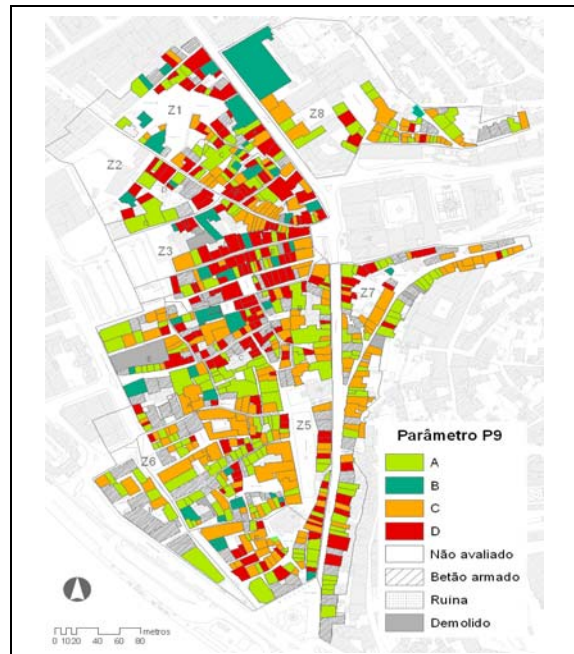 Z1
Z8
Z2
Z3
Z7
Z5
Z6
Parâmetro P9
A
B
C
D
Não avaliado
Betão armado
Ruina
Demolido
0 10 20 40 60 80 metros